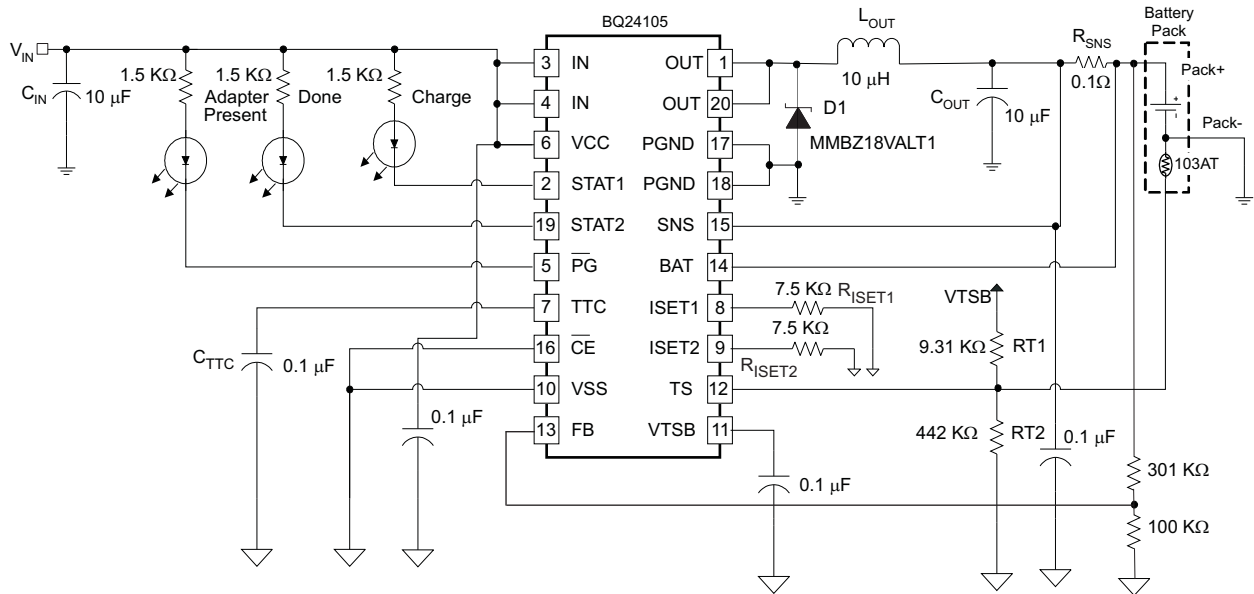 BQ24105
V_IN
C_IN
10 μF
1.5 KΩ
Adapter
Present
1.5 KΩ
Done
1.5 KΩ
Charge
3 IN
4 IN
6 VCC
2 STAT1
19 STAT2
5 P̅G̅
7 TTC
16 C̅E̅
10 VSS
13 FB
OUT 1
OUT 20
PGND 17
PGND 18
SNS 15
BAT 14
ISET1 8
ISET2 9
TS 12
VTSB 11
L_OUT
10 μH
D1
MMBZ18VALT1
C_OUT
10 μF
R_SNS
0.1Ω
Battery
Pack
Pack+
+
Pack-
103AT
7.5 KΩ
R_ISET1
7.5 KΩ
R_ISET2
VTSB
9.31 KΩ
RT1
442 KΩ
RT2
0.1 μF
301 KΩ
100 KΩ
C_TTC
0.1 μF
0.1 μF
0.1 μF